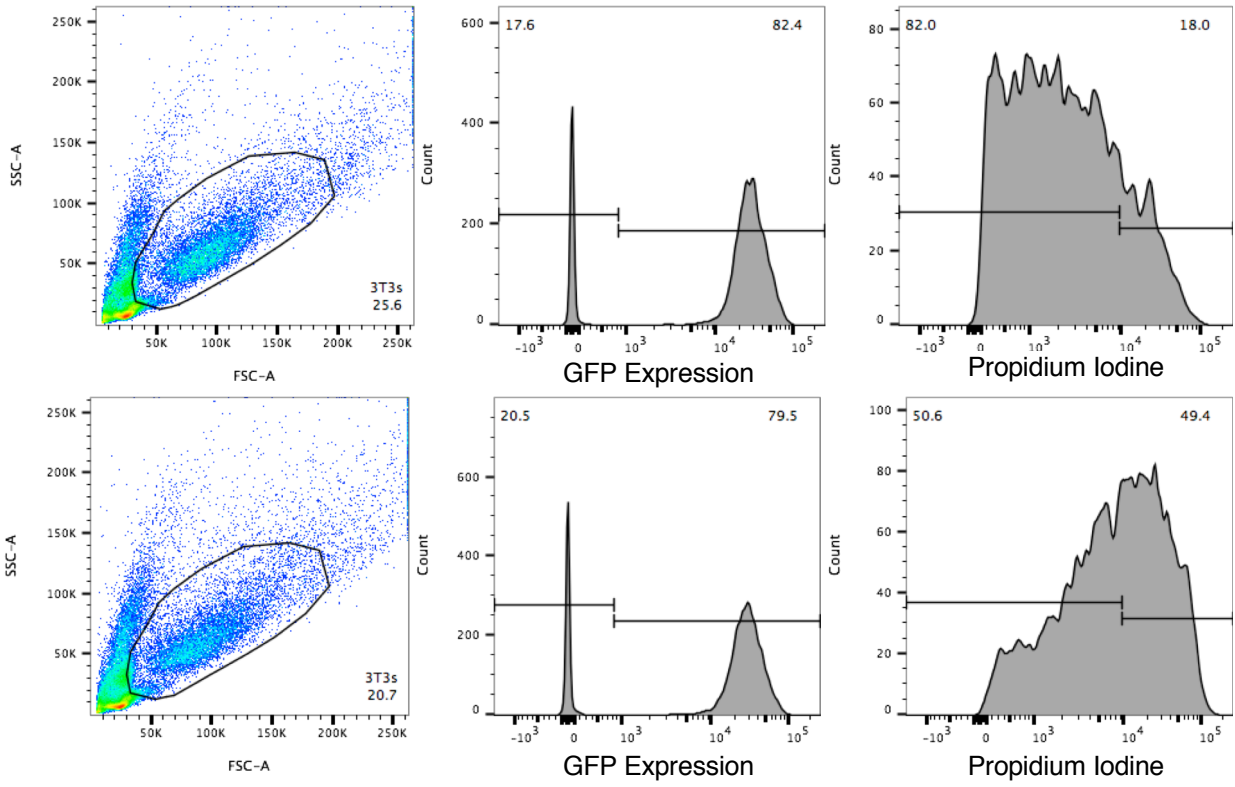 250K
200K
150K
100K
50K
SSC-A
3T3s
25.6
50K 100K 150K 200K 250K
FSC-A
17.6 82.4
600
400
200
0
Count
-10³ 0 10³ 10⁴ 10⁵
GFP Expression
82.0 18.0
80
60
40
20
0
Count
-10³ 0 10³ 10⁴ 10⁵
Propidium Iodine
250K
200K
150K
100K
50K
SSC-A
3T3s
20.7
50K 100K 150K 200K 250K
FSC-A
20.5 79.5
600
400
200
0
Count
-10³ 0 10³ 10⁴ 10⁵
GFP Expression
50.6 49.4
100
80
60
40
20
0
Count
-10³ 0 10³ 10⁴ 10⁵
Propidium Iodine